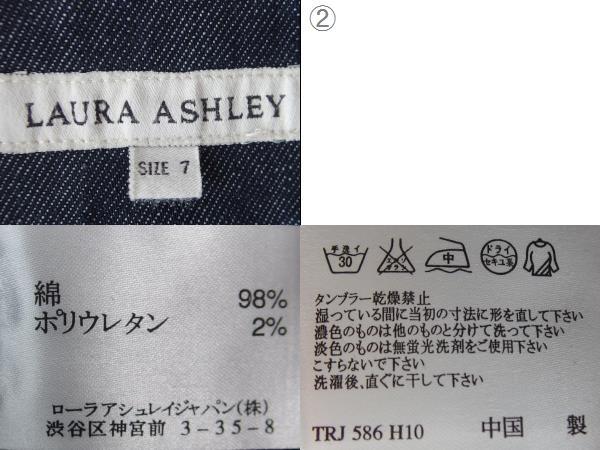 ②
LAURA ASHLEY
SIZE 7
綿 98%
ポリウレタン 2%
ローラアシュレイジャパン(株)
渋谷区神宮前 3-35-8
手洗イ
30
エンソ
サラシ
中
ドライ
セキユ系
タンブラー乾燥禁止
湿っている間に当初の寸法に形を直して下さい
濃色のものは他のものと分けて洗って下さい
淡色のものは無蛍光洗剤をご使用下さい
こすらないで下さい
洗濯後、直ぐに干して下さい
TRJ 586 H10 中国 製